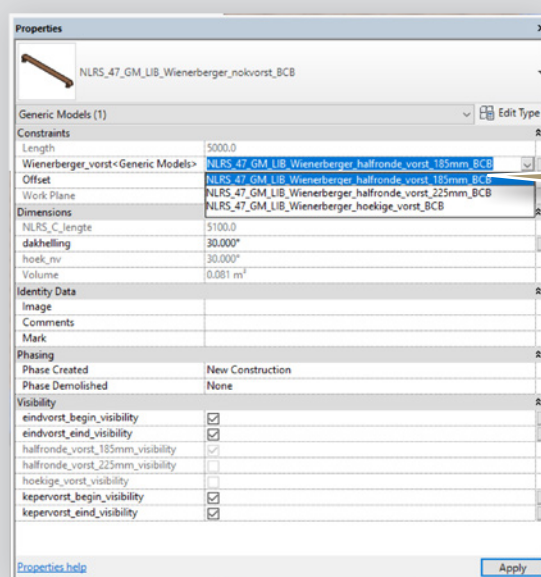 Properties
NLRS_47_GM_LIB_Wienerberger_nokvorst_BCB
Generic Models (1) Edit Type
Constraints
Length 5000.0
Wienerberger_vorst<Generic Models> NLRS_47_GM_LIB_Wienerberger_halfronde_vorst_185mm_BCB
Offset NLRS_47_GM_LIB_Wienerberger_halfronde_vorst_185mm_BCB
Work Plane NLRS_47_GM_LIB_Wienerberger_halfronde_vorst_225mm_BCB
NLRS_47_GM_LIB_Wienerberger_hoekige_vorst_BCB
Dimensions
NLRS_C_lengte 5100.0
dakhelling 30.000°
hoek_nv 30.000°
Volume 0.081 m³
Identity Data
Image
Comments
Mark
Phasing
Phase Created New Construction
Phase Demolished None
Visibility
eindvorst_begin_visibility
eindvorst_eind_visibility
halfronde_vorst_185mm_visibility
halfronde_vorst_225mm_visibility
hoekige_vorst_visibility
kepervorst_begin_visibility
kepervorst_eind_visibility
Properties help Apply